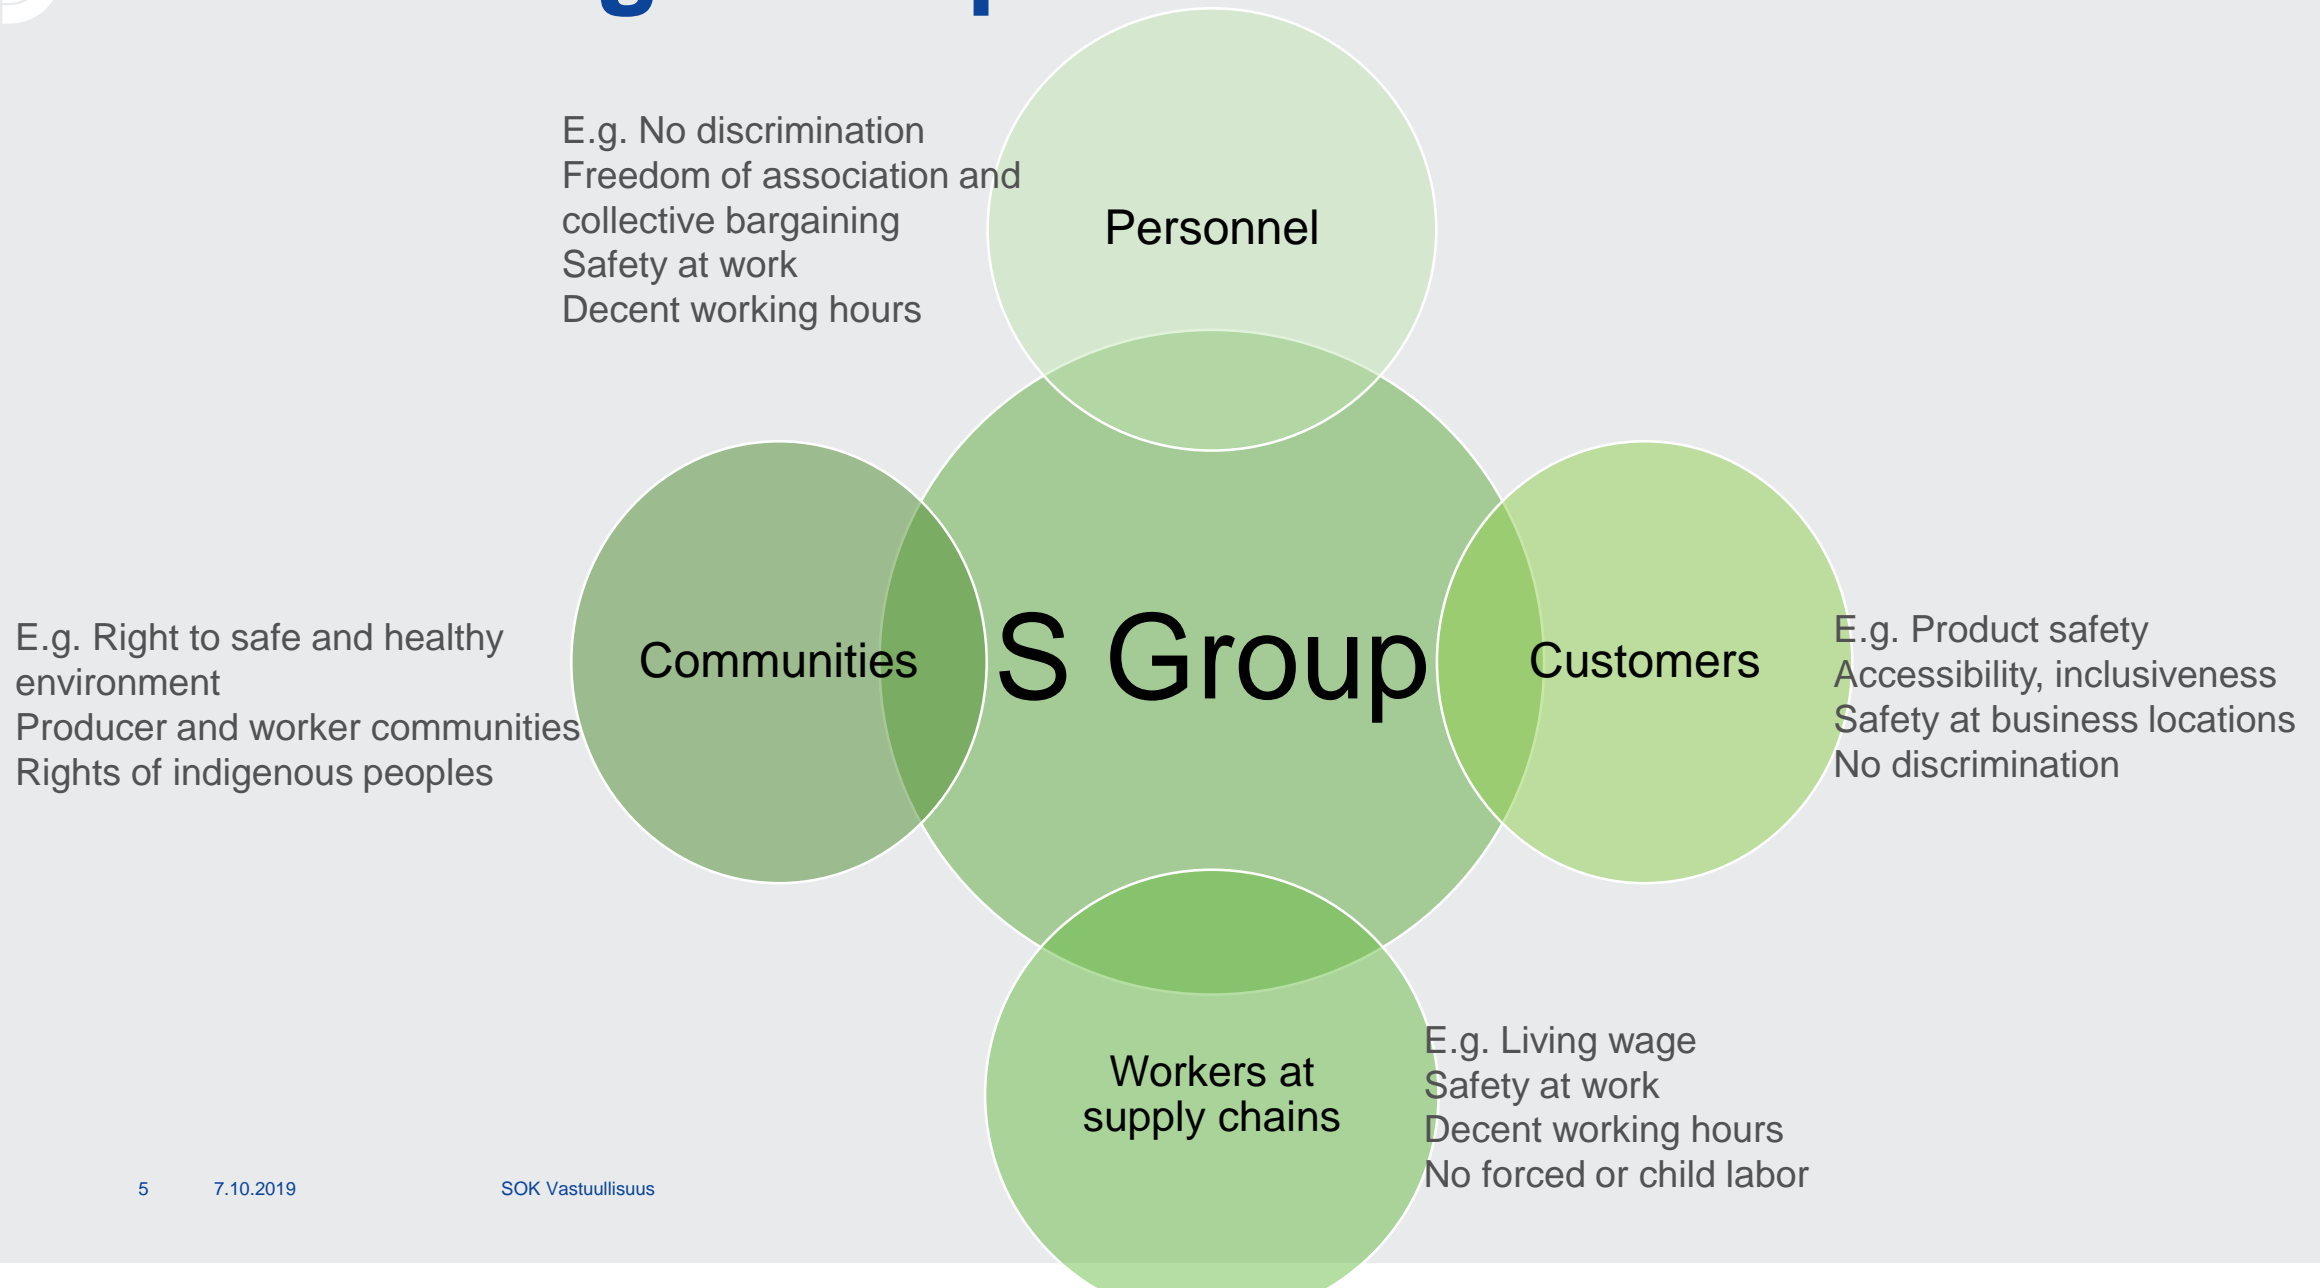 E.g. No discrimination
Freedom of association and
collective bargaining
Safety at work
Decent working hours
Personnel
E.g. Right to safe and healthy
environment
Producer and worker communities
Rights of indigenous peoples
Communities
S Group
Customers
E.g. Product safety
Accessibility, inclusiveness
Safety at business locations
No discrimination
Workers at
supply chains
E.g. Living wage
Safety at work
Decent working hours
No forced or child labor
5 7.10.2019 SOK Vastuullisuus